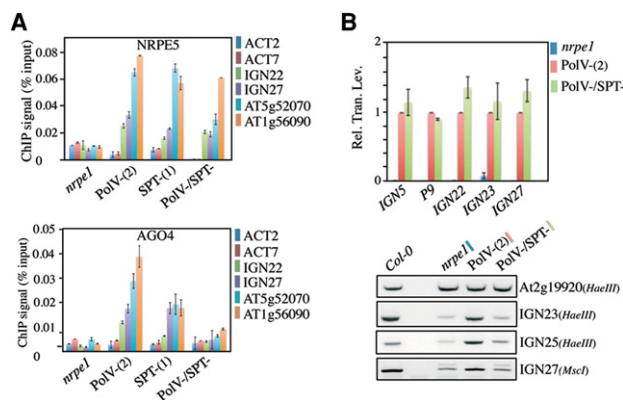 A
NRPE5
ChIP signal (% input)
0.08
0.06
0.04
0.02
0
nrpe1
PolV-(2)
SPT-(1)
PolV-/SPT-
ACT2
ACT7
IGN22
IGN27
AT5g52070
AT1g56090
AGO4
ChIP signal (% input)
0.05
0.04
0.03
0.02
0.01
0
nrpe1
PolV-(2)
SPT-(1)
PolV-/SPT-
ACT2
ACT7
IGN22
IGN27
AT5g52070
AT1g56090
B
Rel. Tran. Lev.
2
1
0
IGN5
P9
IGN22
IGN23
IGN27
nrpe1
PolV-(2)
PolV-/SPT-
Col-0
nrpe1
PolV-(2)
PolV-/SPT-
At2g19920(HaeIII)
IGN23(HaeIII)
IGN25(HaeIII)
IGN27(MscI)